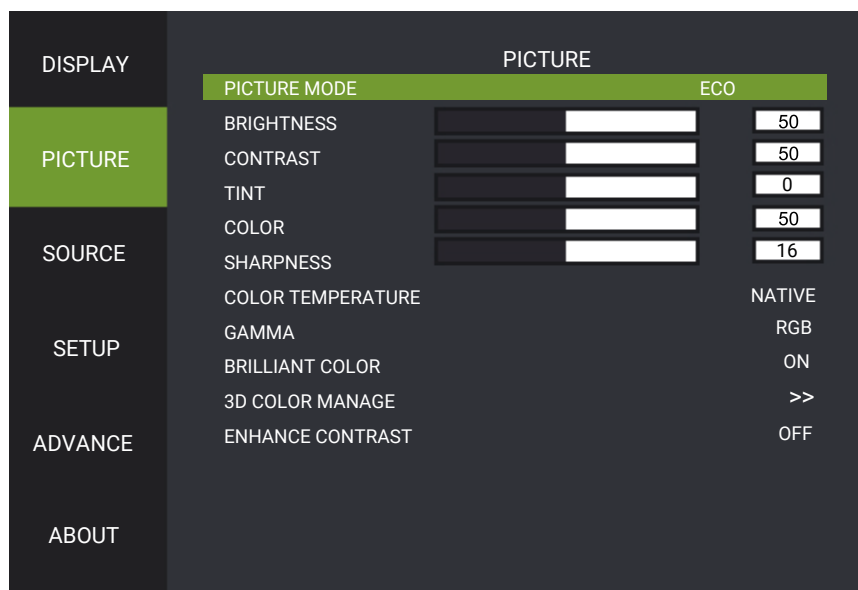 DISPLAY
PICTURE
SOURCE
SETUP
ADVANCE
ABOUT
PICTURE
PICTURE MODE ECO
BRIGHTNESS 50
CONTRAST 50
TINT 0
COLOR 50
SHARPNESS 16
COLOR TEMPERATURE NATIVE
GAMMA RGB
BRILLIANT COLOR ON
3D COLOR MANAGE >>
ENHANCE CONTRAST OFF